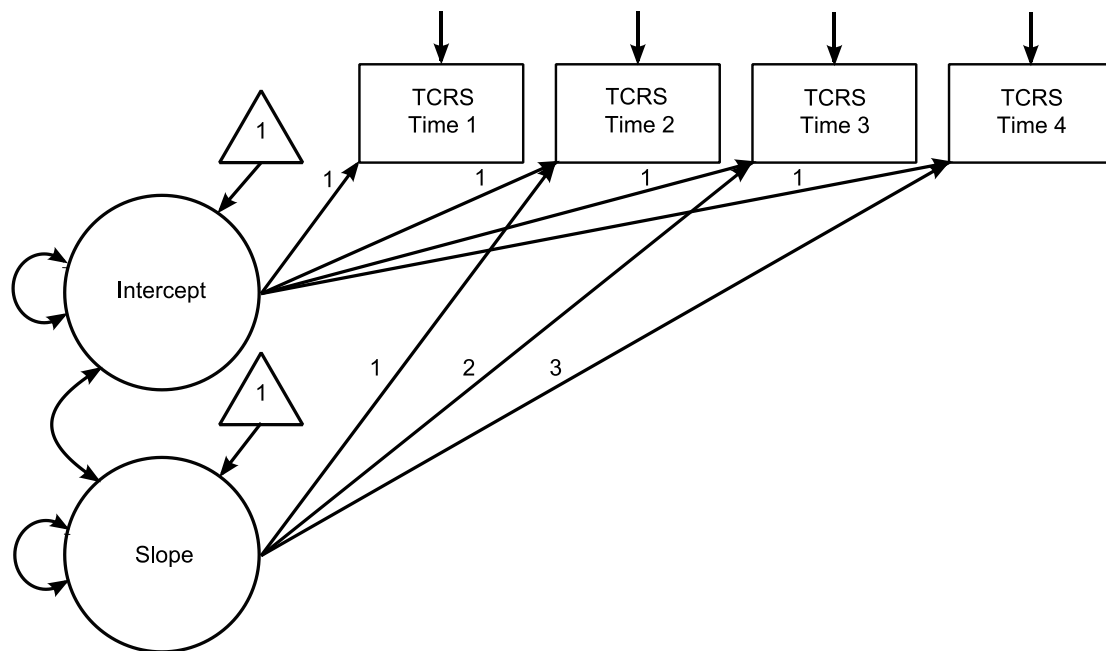 TCRS
Time 1
TCRS
Time 2
TCRS
Time 3
TCRS
Time 4
1
1
1
1
1
Intercept
1
1
2
3
Slope